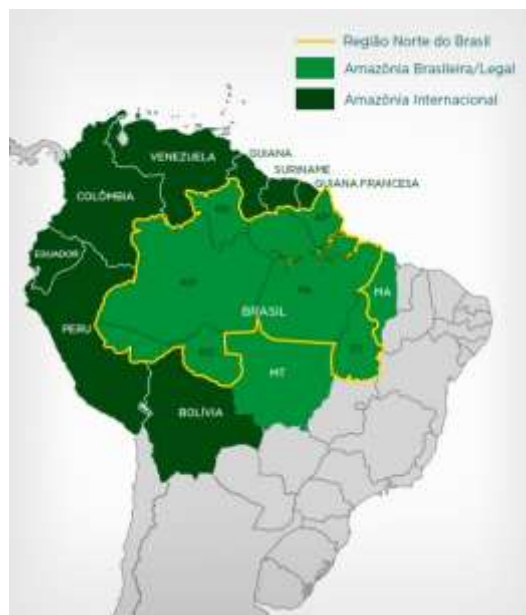 Região Norte do Brasil
Amazônia Brasileira/Legal
Amazônia Internacional
VENEZUELA
GUIANA
SURINAME
GUIANA FRANCESA
COLÔMBIA
EQUADOR
MA
BRASIL
PERU
MT
BOLÍVIA